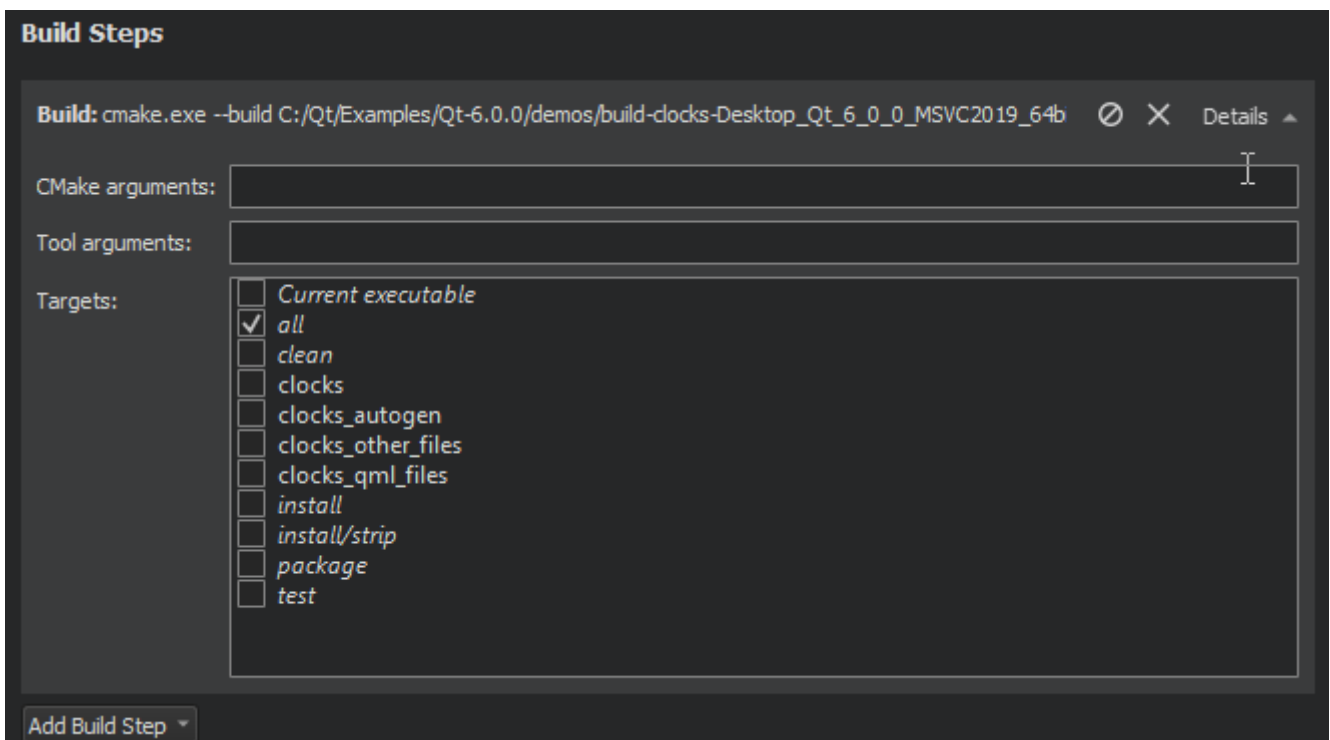 Build Steps
Build: cmake.exe --build C:/Qt/Examples/Qt-6.0.0/demos/build-clocks-Desktop_Qt_6_0_0_MSVC2019_64b Details
CMake arguments:
Tool arguments:
Targets:
Current executable
all
clean
clocks
clocks_autogen
clocks_other_files
clocks_qml_files
install
install/strip
package
test
Add Build Step